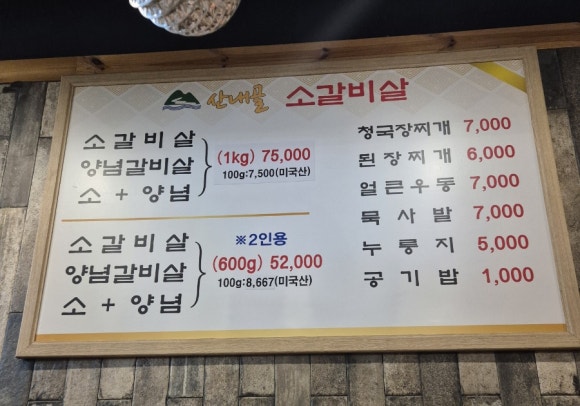 산내물 소갈비살
소갈비살
양념갈비살
소 + 양념
(1kg) 75,000
100g:7,500(미국산)
소갈비살
양념갈비살
소 + 양념
※2인용
(600g) 52,000
100g:8,667(미국산)
청국장찌개 7,000
된장찌개 6,000
얼큰우동 7,000
묵사발 7,000
누룽지 5,000
공기밥 1,000